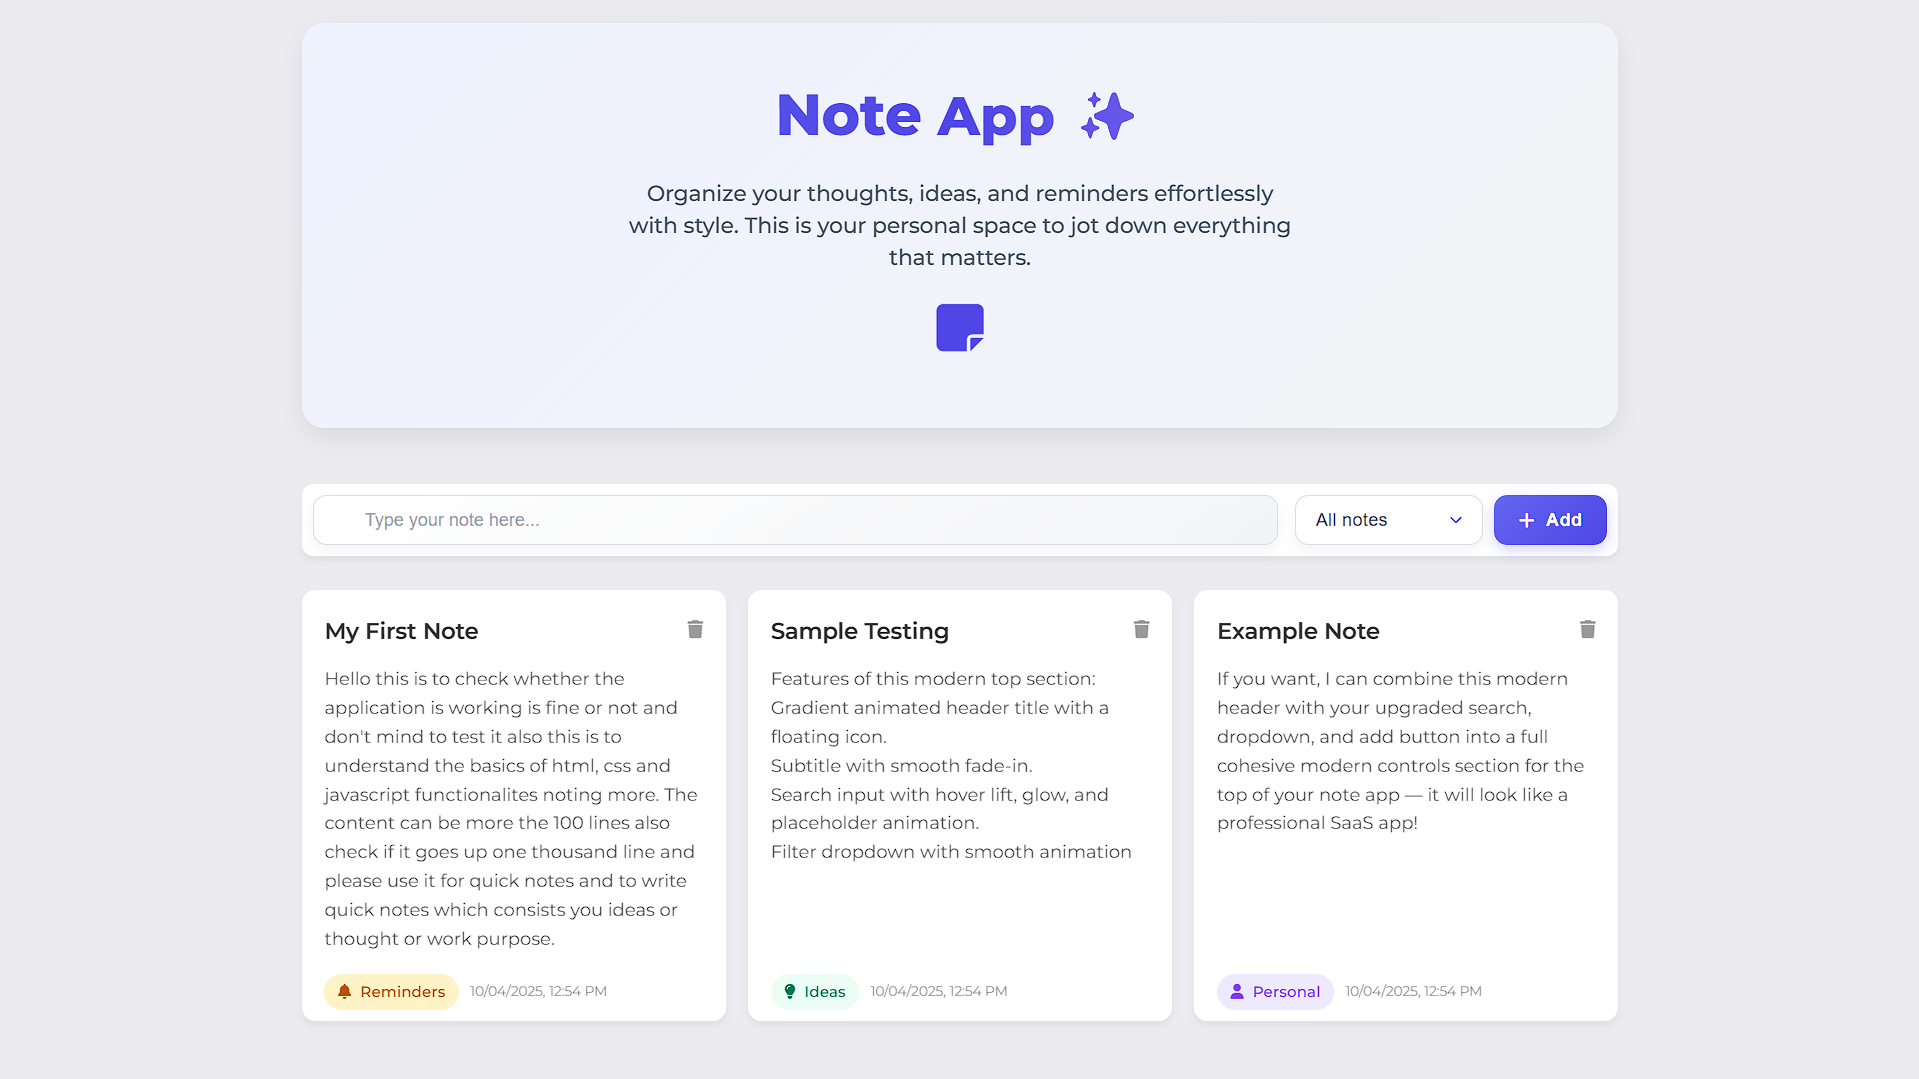 Note App
Organize your thoughts, ideas, and reminders effortlessly
with style. This is your personal space to jot down everything
that matters.
Type your note here...
All notes
Add
My First Note
Hello this is to check whether the
application is working is fine or not and
don't mind to test it also this is to
understand the basics of html, css and
javascript functionalites noting more. The
content can be more the 100 lines also
check if it goes up one thousand line and
please use it for quick notes and to write
quick notes which consists you ideas or
thought or work purpose.
Reminders
10/04/2025, 12:54 PM
Sample Testing
Features of this modern top section:
Gradient animated header title with a
floating icon.
Subtitle with smooth fade-in.
Search input with hover lift, glow, and
placeholder animation.
Filter dropdown with smooth animation
Ideas
10/04/2025, 12:54 PM
Example Note
If you want, I can combine this modern
header with your upgraded search,
dropdown, and add button into a full
cohesive modern controls section for the
top of your note app — it will look like a
professional SaaS app!
Personal
10/04/2025, 12:54 PM